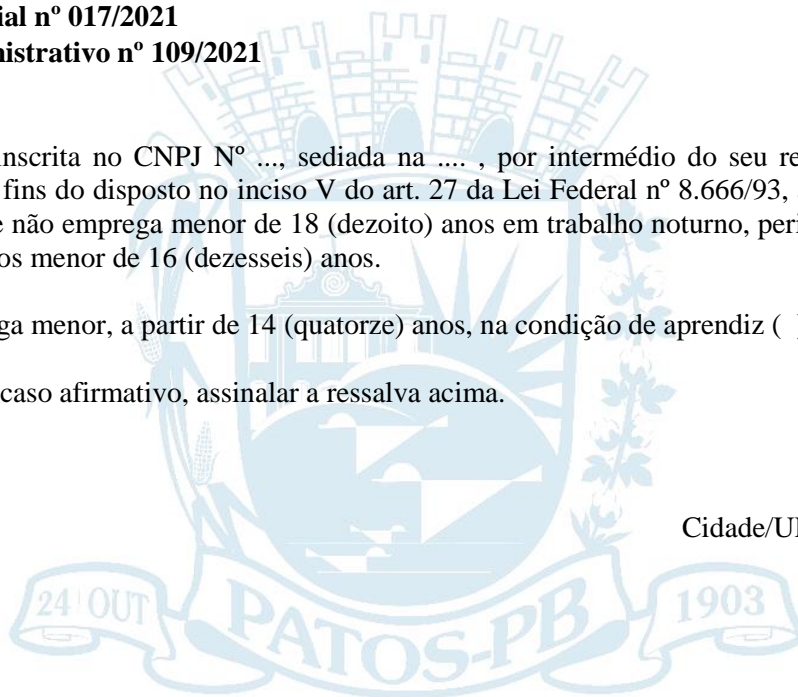 ial nº 017/2021
nistrativo nº 109/2021
inscrita no CNPJ Nº ..., sediada na .... , por intermédio do seu re
fins do disposto no inciso V do art. 27 da Lei Federal nº 8.666/93,
e não emprega menor de 18 (dezoito) anos em trabalho noturno, peri
os menor de 16 (dezesseis) anos.
ga menor, a partir de 14 (quatorze) anos, na condição de aprendiz ( )
caso afirmativo, assinalar a ressalva acima.
Cidade/U
24 OUT
PATOS-PB
1903